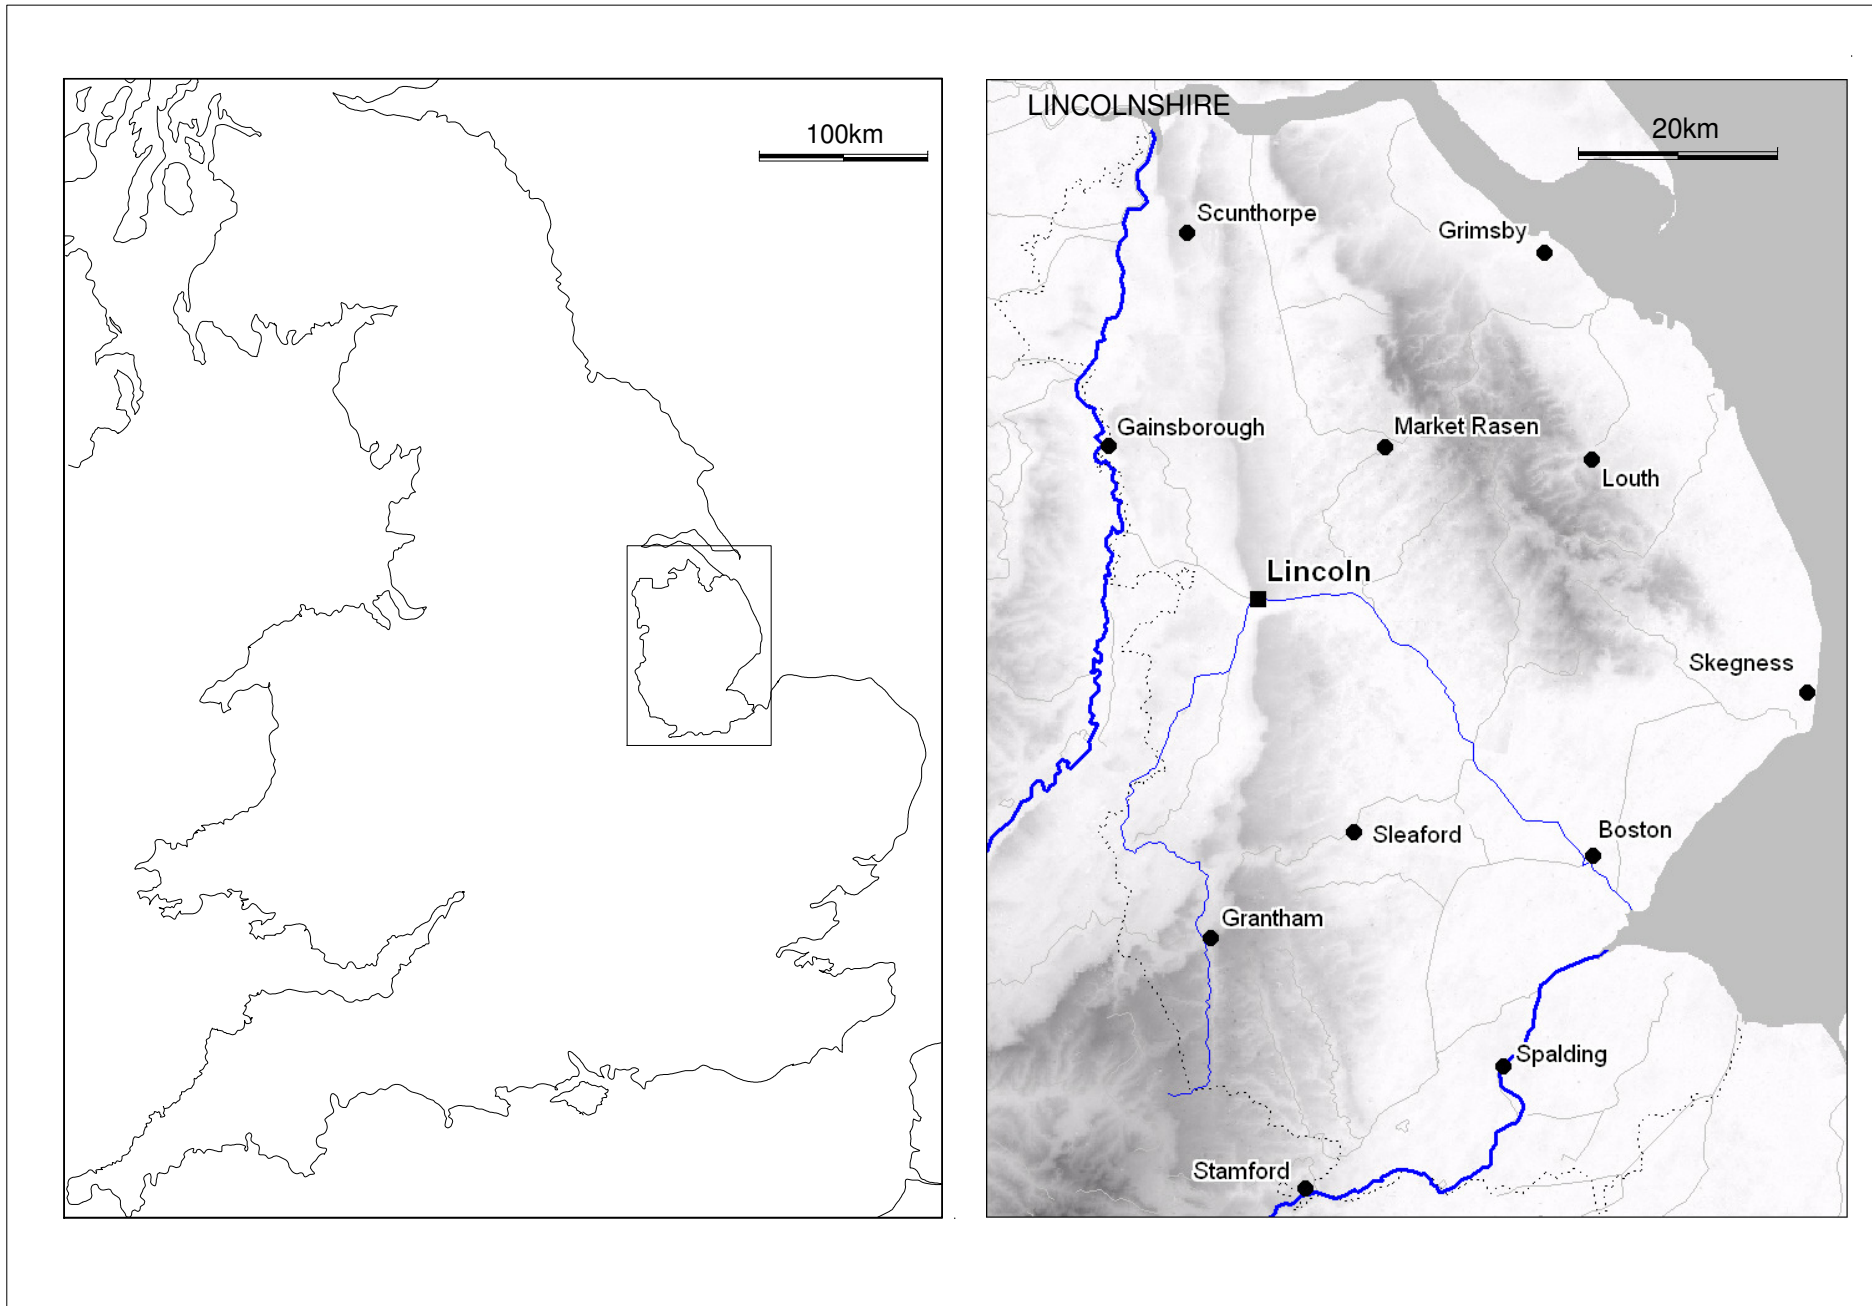 100km
LINCOLNSHIRE
20km
Scunthorpe
Grimsby
Gainsborough
Market Rasen
Louth
Lincoln
Skegness
Sleaford
Boston
Grantham
Spalding
Stamford